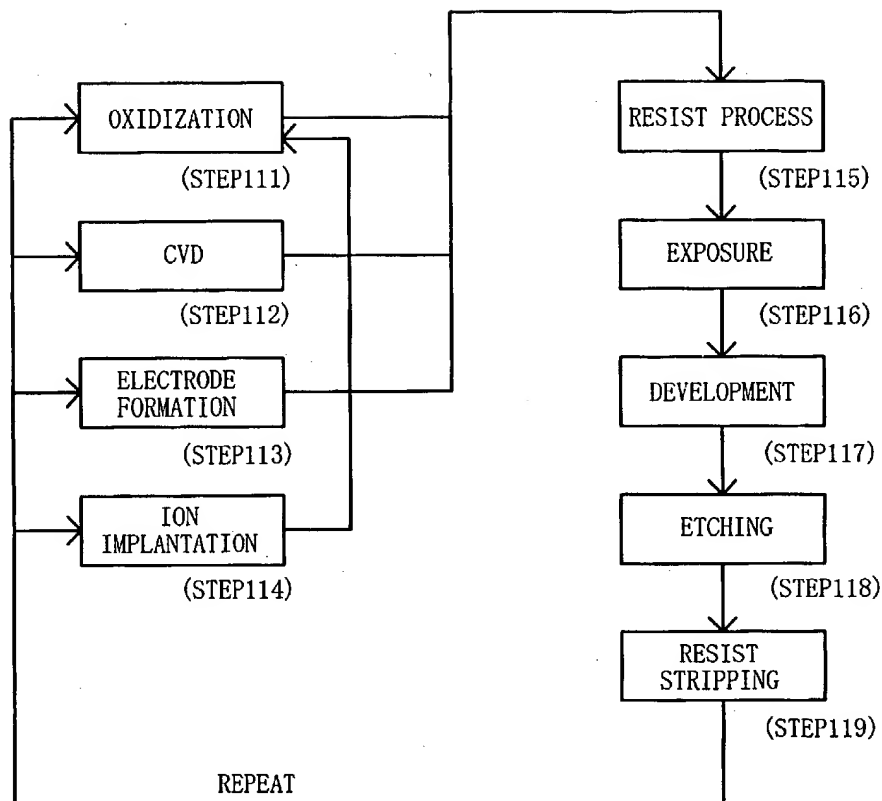 OXIDIZATION
(STEP111)
CVD
(STEP112)
ELECTRODE
FORMATION
(STEP113)
ION
IMPLANTATION
(STEP114)
RESIST PROCESS
(STEP115)
EXPOSURE
(STEP116)
DEVELOPMENT
(STEP117)
ETCHING
(STEP118)
RESIST
STRIPPING
(STEP119)
REPEAT